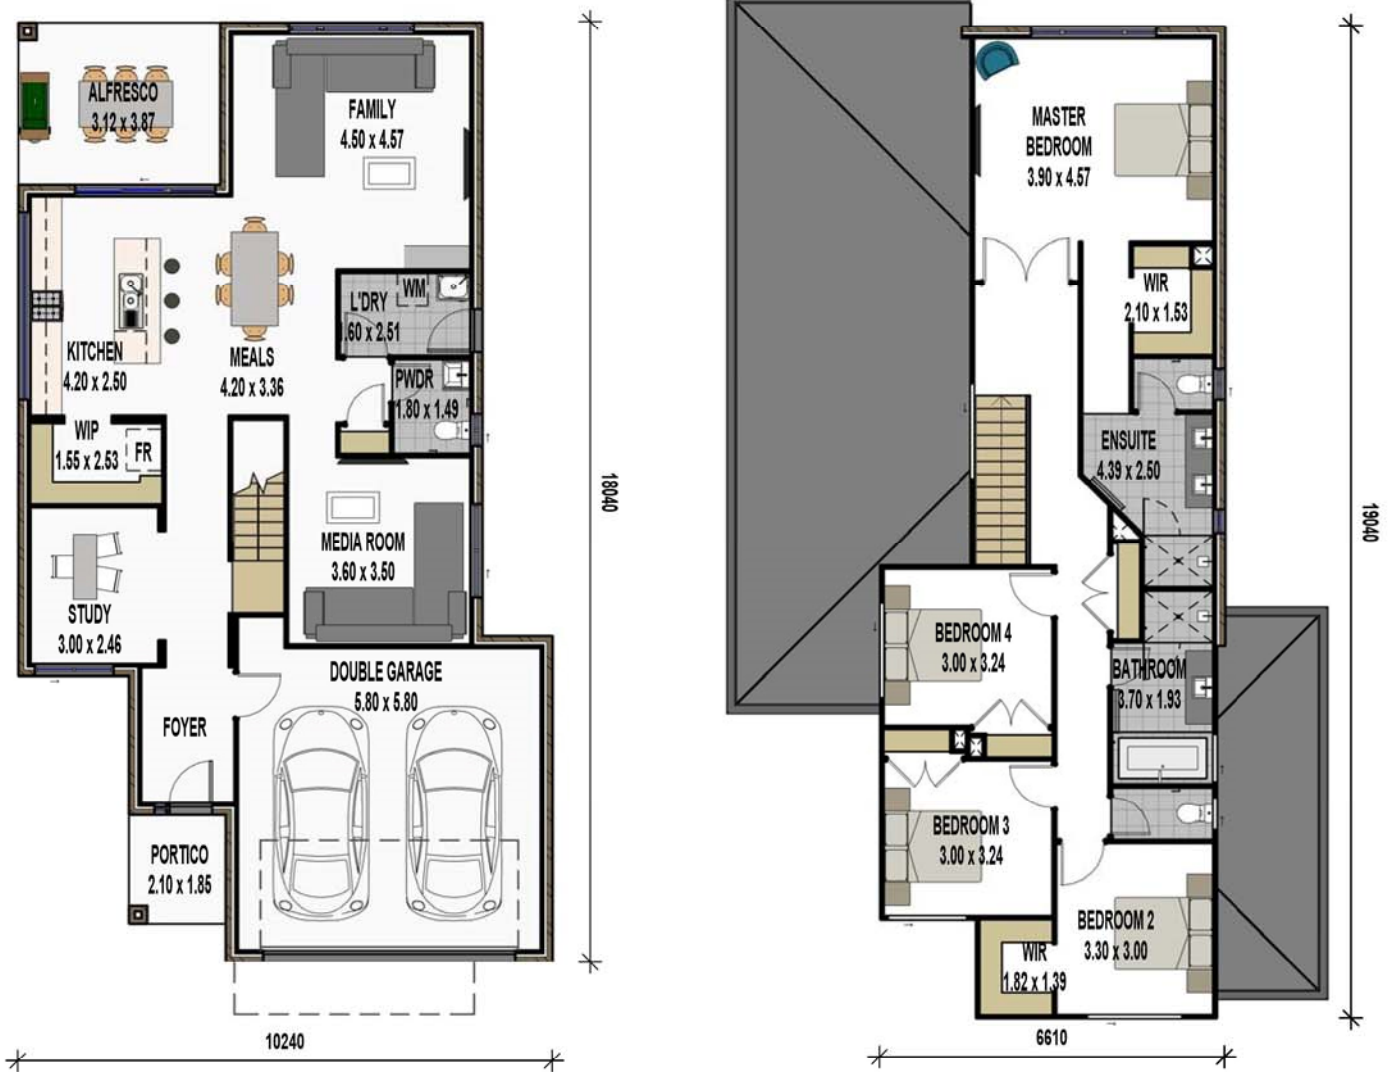 ALFRESCO
3,12 x 3.87
FAMILY
4.50 x 4.57
L'DRY
WM
.60 x 2.51
KITCHEN
4.20 x 2.50
MEALS
4.20 x 3.36
PWDR
1.80 x 1.49
WIP
1.55 x 2.53
FR
MEDIA ROOM
3.60 x 3.50
STUDY
3.00 x 2.46
DOUBLE GARAGE
5.80 x 5.80
FOYER
PORTICO
2.10 x 1.85
18040
10240
MASTER
BEDROOM
3.90 x 4.57
WIR
2,10 x 1.53
ENSUITE
4.39 x 2.50
BEDROOM 4
3.00 x 3.24
BATHROOM
3.70 x 1.93
BEDROOM 3
3.00 x 3.24
BEDROOM 2
3.30 x 3.00
WIR
1.82 x 1.39
19040
6610